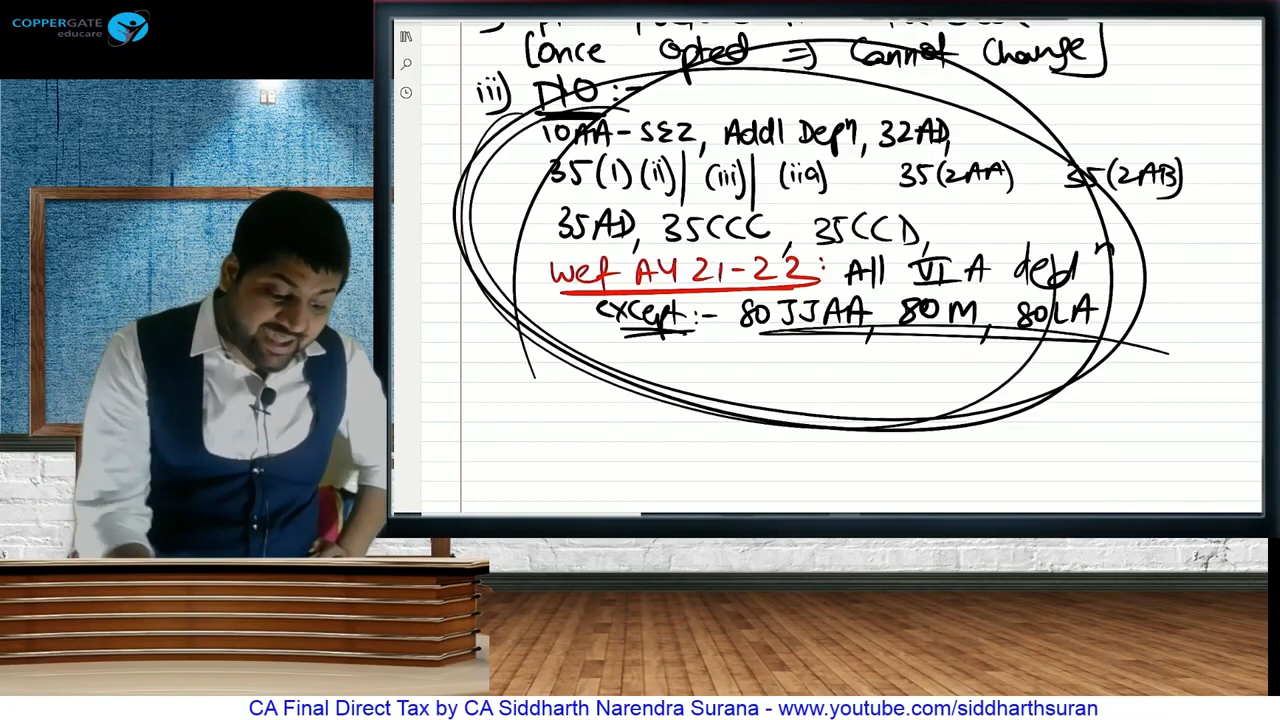 COPPERGATE
educare
[once opted => cannot change]
iii) NO :-
10AA - SEZ, Addl Depn, 32AD,
35(1)(ii)| (iii)| (iia) 35(2AA) 35(2AB)
35AD, 35CCC, 35CCD,
wef AY 21-22: All VI A dedn
except :- 80JJAA, 80M, 80LA
CA Final Direct Tax by CA Siddharth Narendra Surana - www.youtube.com/siddharthsuran